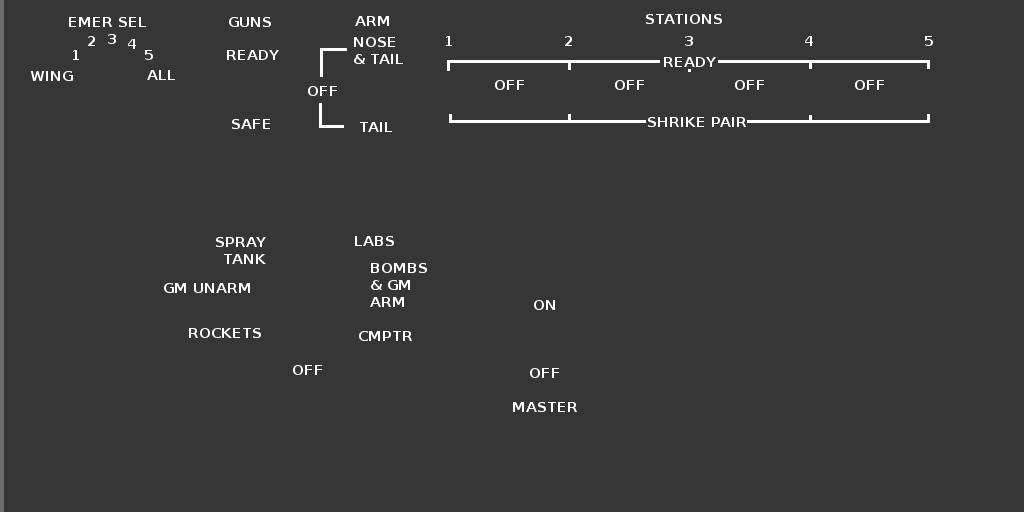 EMER SEL
1 2 3 4 5
WING
ALL
GUNS
READY
SAFE
ARM
NOSE
& TAIL
OFF
TAIL
STATIONS
1 2 3 4 5
READY
OFF OFF OFF OFF
SHRIKE PAIR
SPRAY
TANK
GM UNARM
ROCKETS
OFF
LABS
BOMBS
& GM
ARM
CMPTR
ON
OFF
MASTER